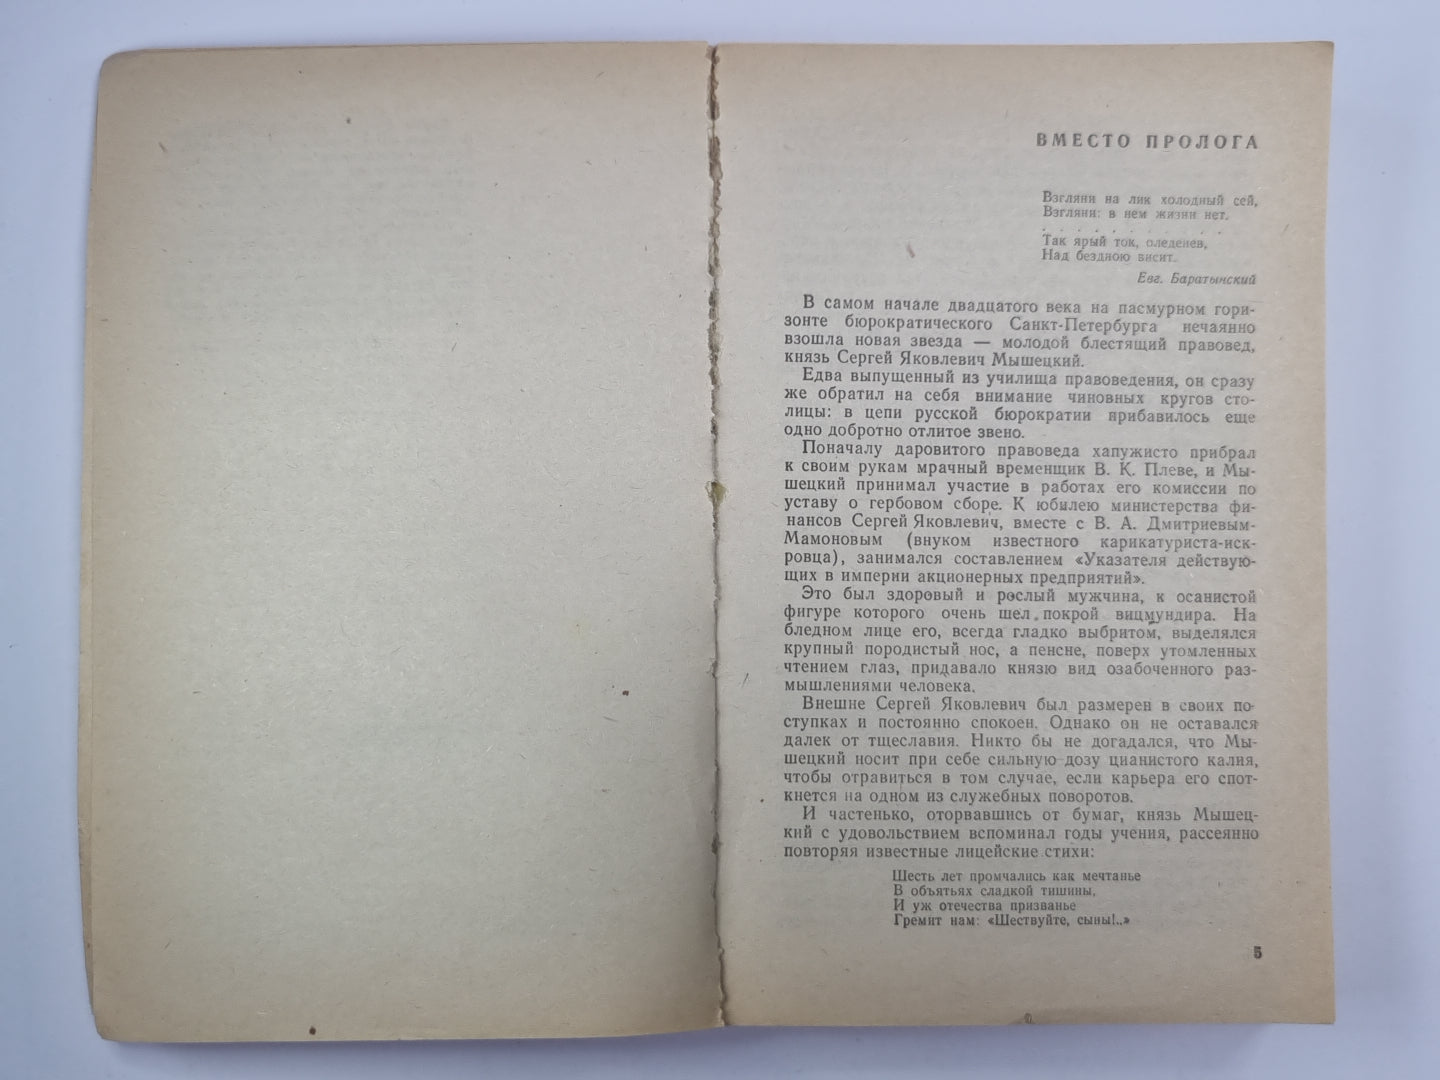 ВМЕСТО ПРОЛОГА
Взгляни на лик холодный сей,
Взгляни: в нем жизни нет.
. . . . . . . . . .
Так ярый ток, оледенев,
Над бездною висит.
Евг. Баратынский
В самом начале двадцатого века на пасмурном гори-
зонте бюрократического Санкт-Петербурга нечаянно
взошла новая звезда — молодой блестящий правовед,
князь Сергей Яковлевич Мышецкий.
Едва выпущенный из училища правоведения, он сразу
же обратил на себя внимание чиновных кругов сто-
лицы: в цепи русской бюрократии прибавилось еще
одно добротно отлитое звено.
Поначалу даровитого правоведа хапужисто прибрал
к своим рукам мрачный временщик В. К. Плеве, и Мы-
шецкий принимал участие в работах его комиссии по
уставу о гербовом сборе. К юбилею министерства фи-
нансов Сергей Яковлевич, вместе с В. А. Дмитриевым-
Мамоновым (внуком известного карикатуриста-иск-
ровца), занимался составлением «Указателя действую-
щих в империи акционерных предприятий».
Это был здоровый и рослый мужчина, к осанистой
фигуре которого очень шел покрой вицмундира. На
бледном лице его, всегда гладко выбритом, выделялся
крупный породистый нос, а пенсне, поверх утомленных
чтением глаз, придавало князю вид озабоченного раз-
мышлениями человека.
Внешне Сергей Яковлевич был размерен в своих по-
ступках и постоянно спокоен. Однако он не оставался
далек от тщеславия. Никто бы не догадался, что Мы-
шецкий носит при себе сильную дозу цианистого калия,
чтобы отравиться в том случае, если карьера его спот-
кнется на одном из служебных поворотов.
И частенько, оторвавшись от бумаг, князь Мышец-
кий с удовольствием вспоминал годы учения, рассеянно
повторяя известные лицейские стихи:
Шесть лет промчались как мечтанье
В объятьях сладкой тишины,
И уж отечества призванье
Гремит нам: «Шествуйте, сыны!..»
5